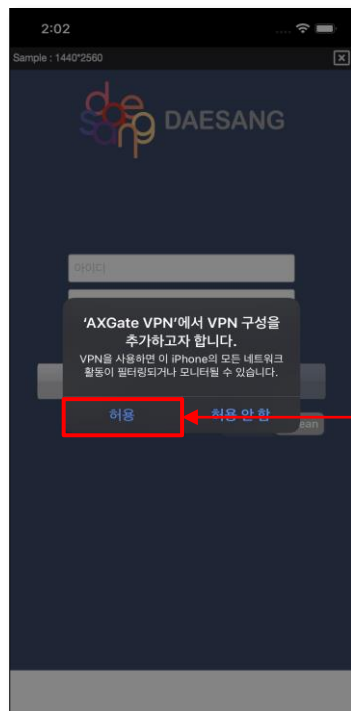 2:02
Sample : 1440*2560
daesang
DAESANG
아이디
'AXGate VPN'에서 VPN 구성을
추가하고자 합니다.
VPN을 사용하면 이 iPhone의 모든 네트워크
활동이 필터링되거나 모니터될 수 있습니다.
허용
허용 안 함
ean